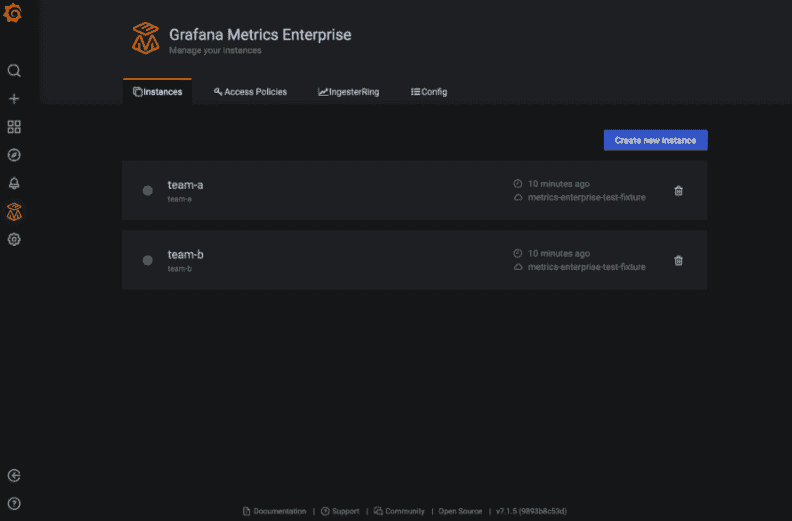 Grafana Metrics Enterprise
Manage your instances
Instances Access Policies IngesterRing Config
Create new instance
team-a
team-a
10 minutes ago
metrics-enterprise-test-fixture
team-b
team-b
10 minutes ago
metrics-enterprise-test-fixture
Documentation | Support | Community | Open Source | v7.1.5 (9893b8c53d)